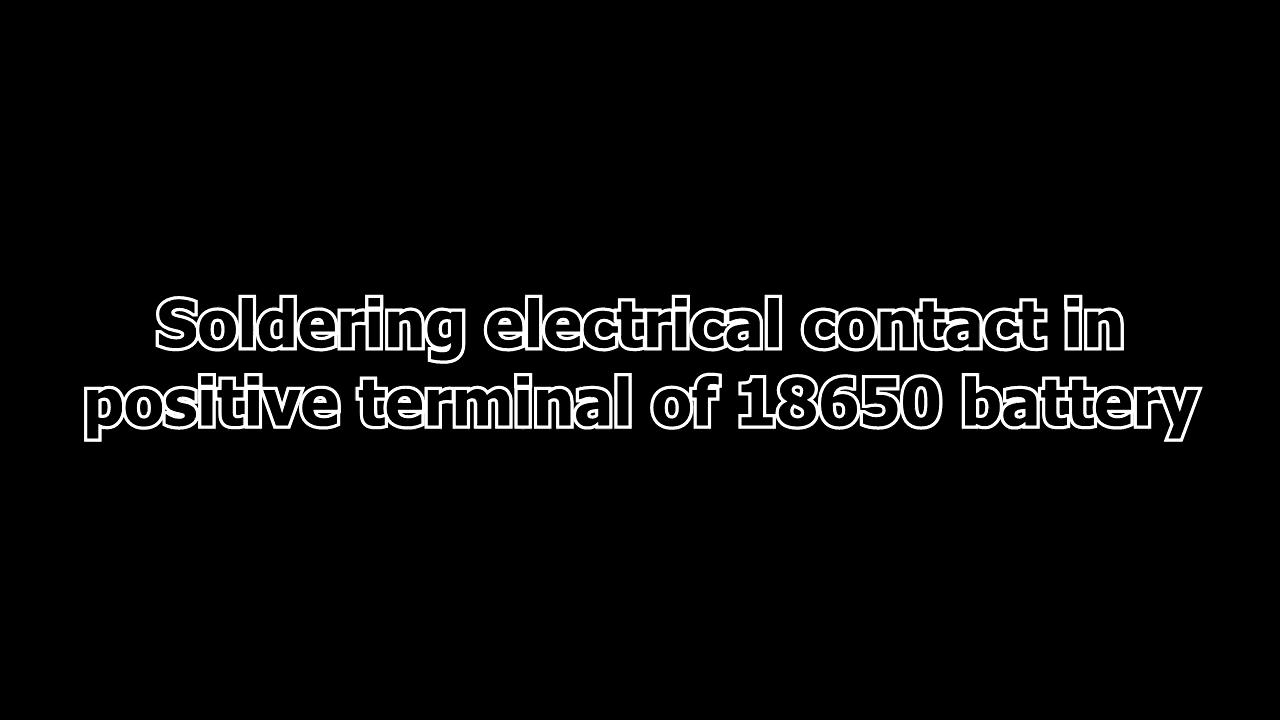 Soldering electrical contact in
positive terminal of 18650 battery